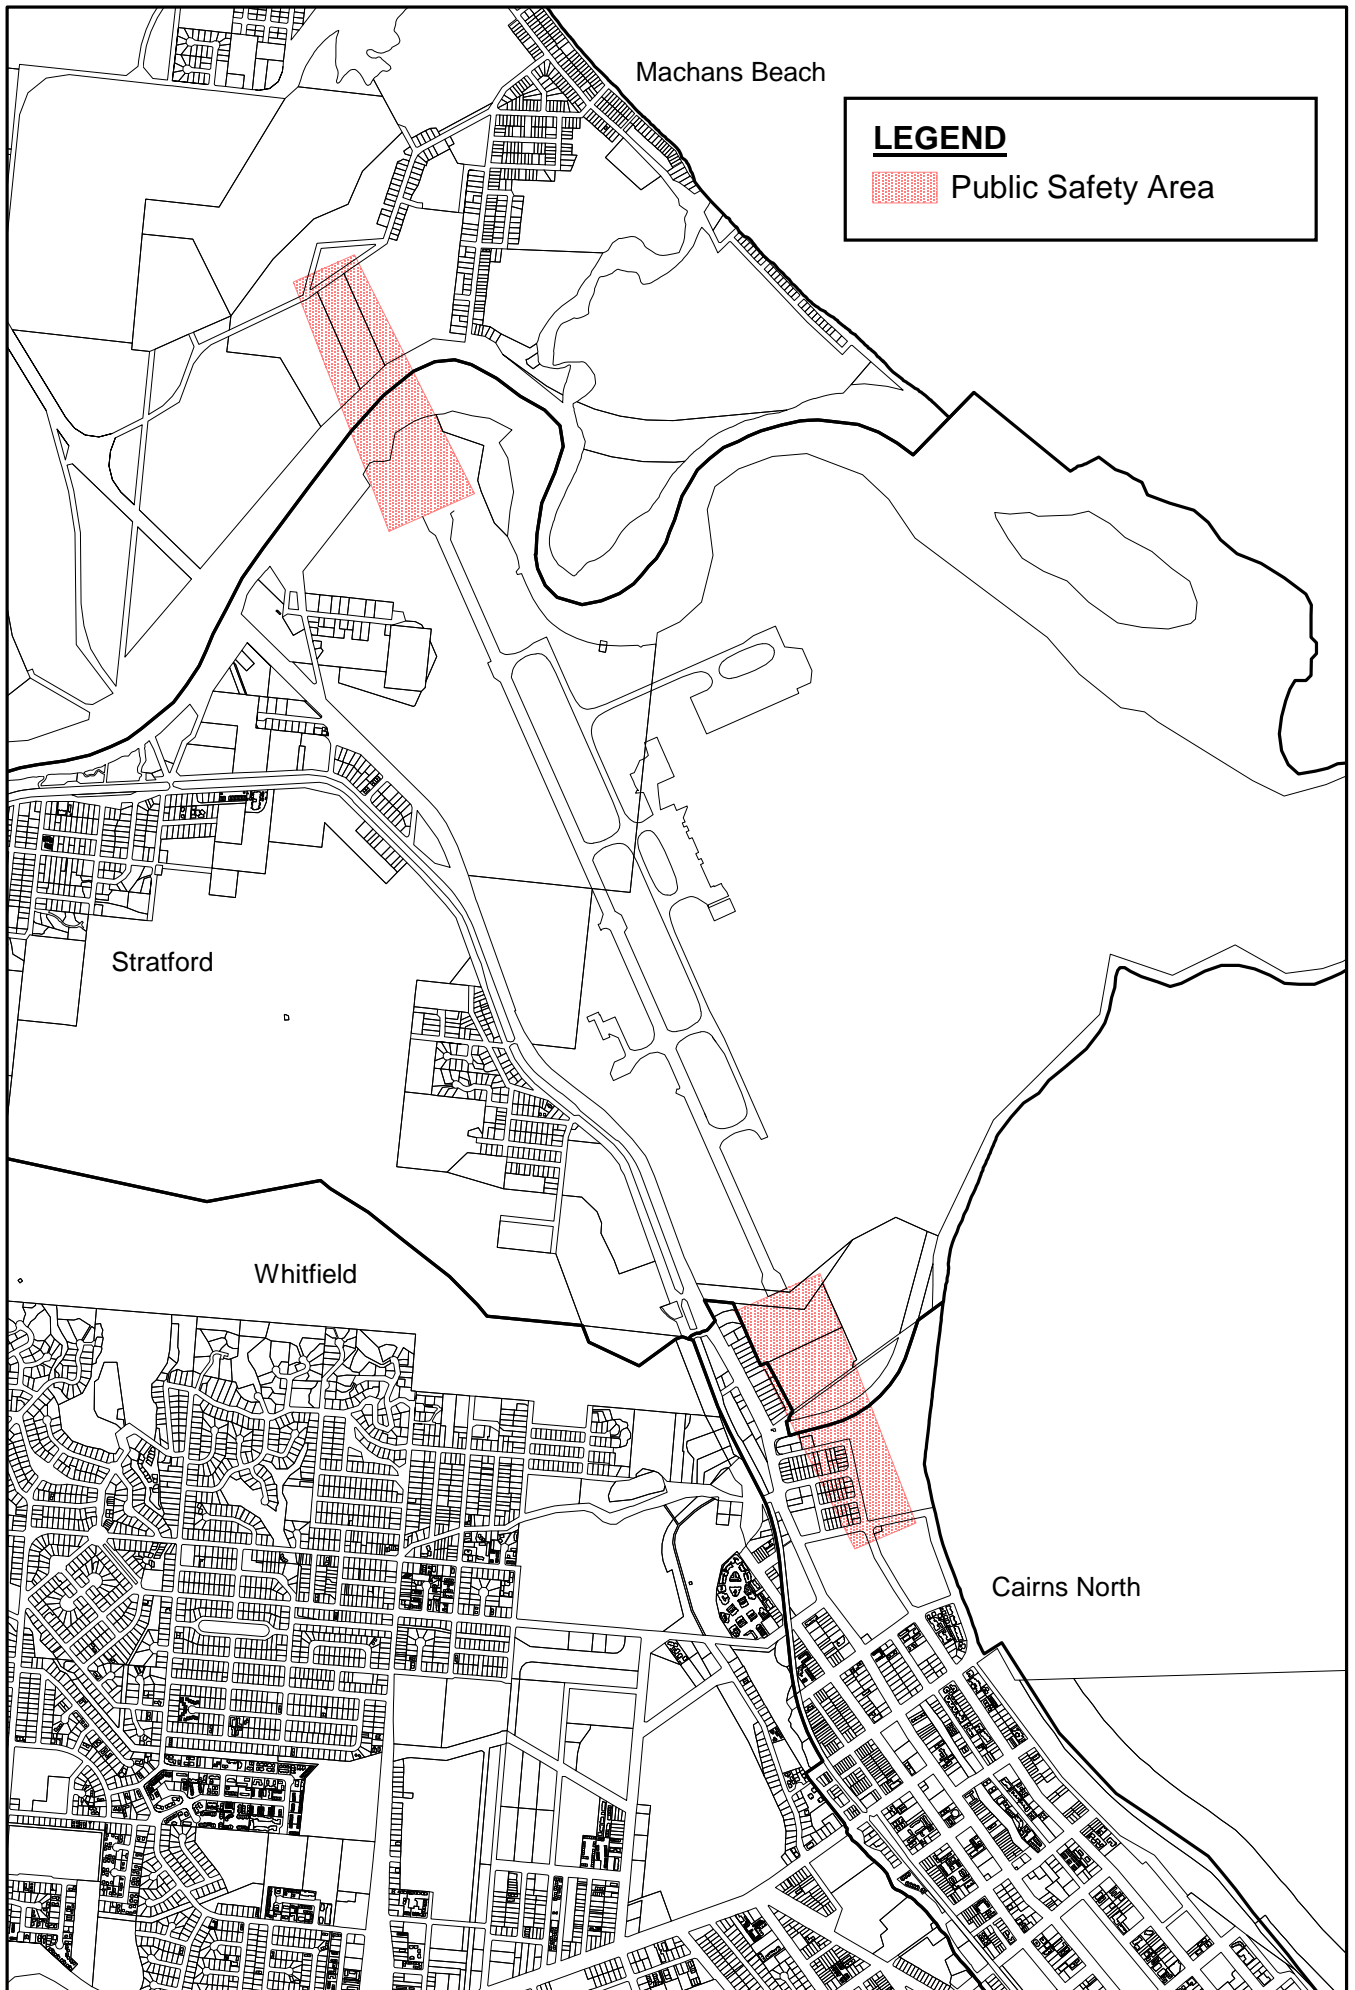 Machans Beach
LEGEND
Public Safety Area
Stratford
Whitfield
Cairns North